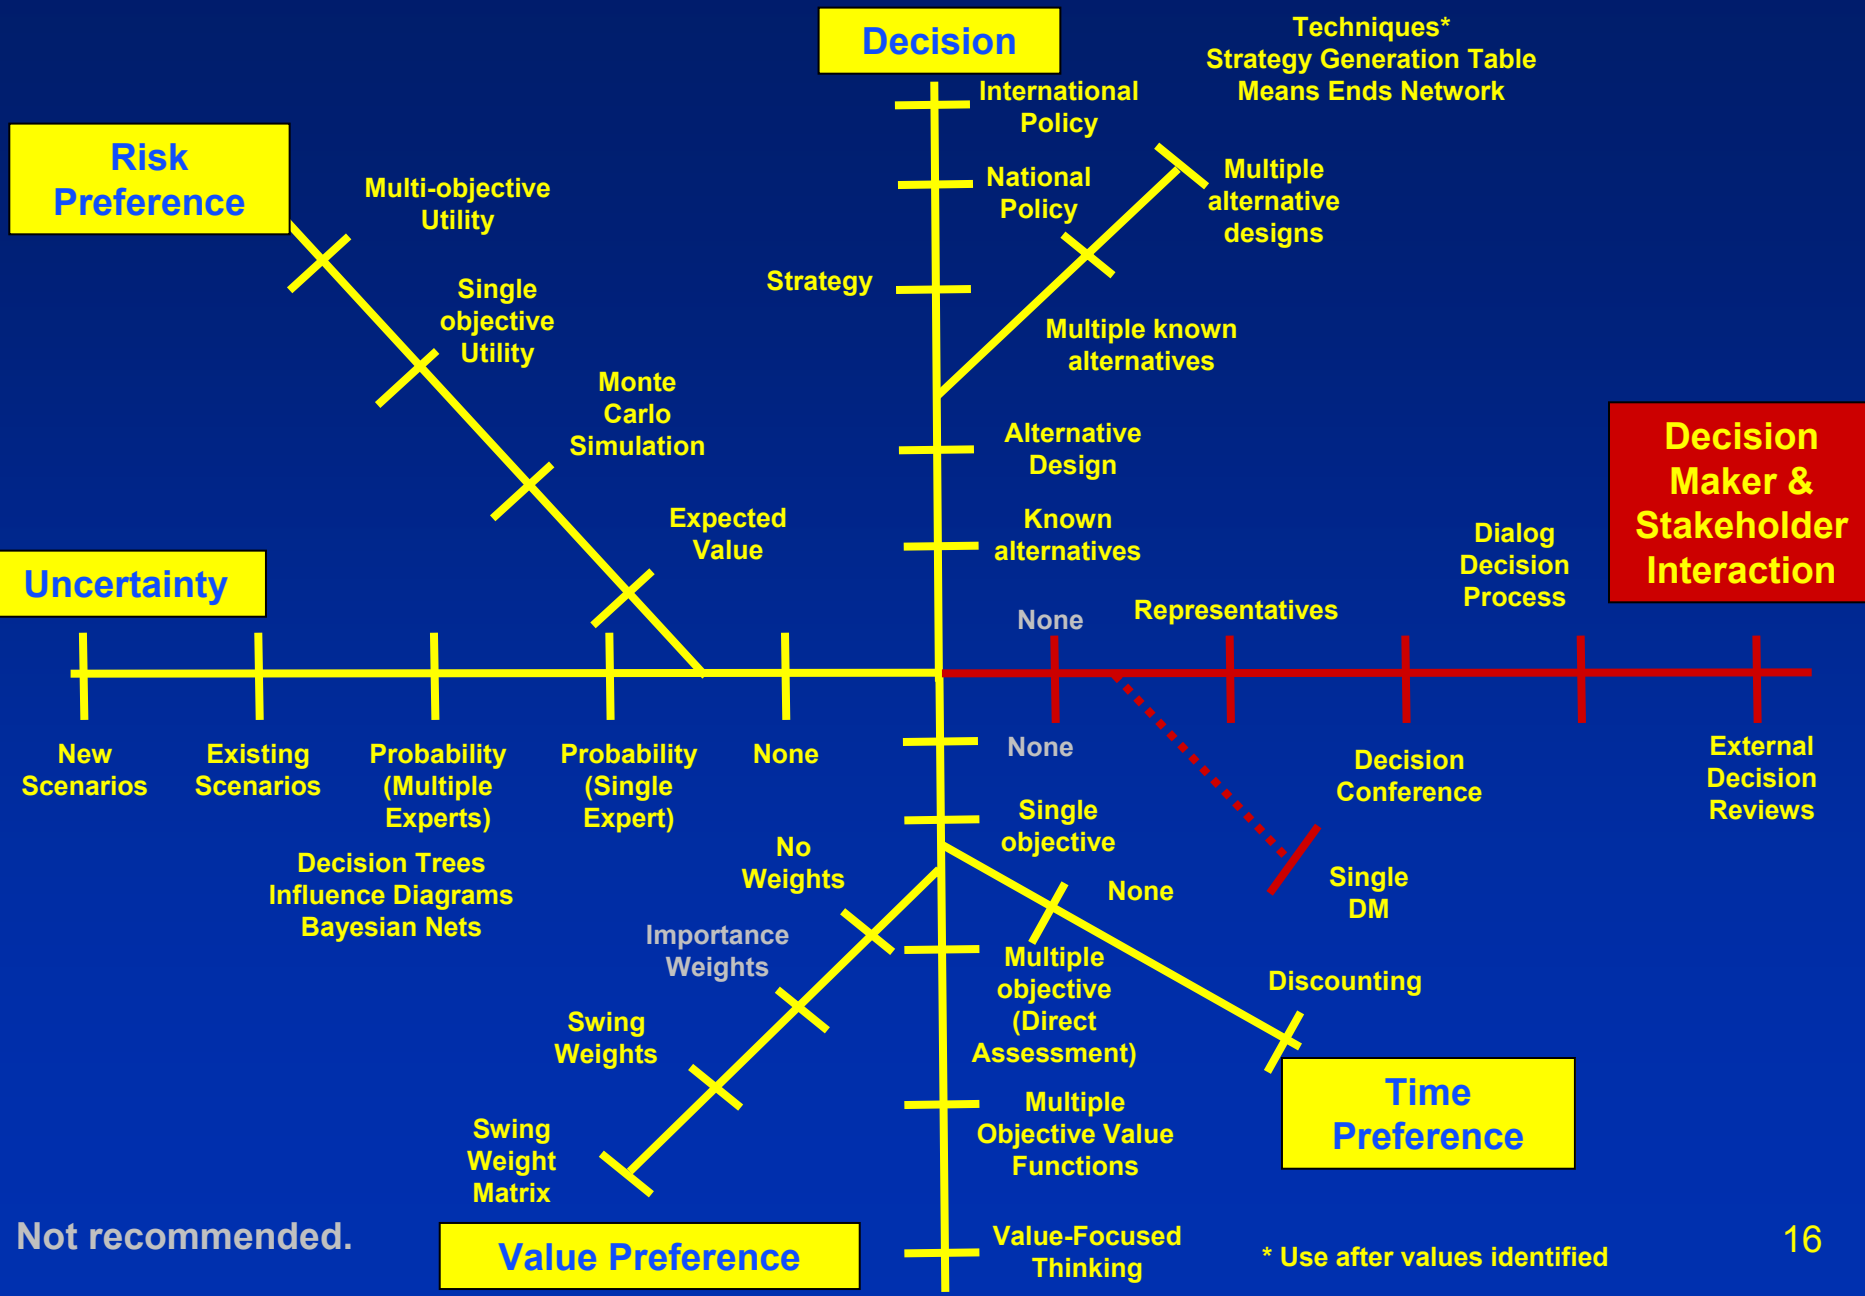 Decision
Techniques*
Strategy Generation Table
Means Ends Network
International
Policy
Risk
Preference
Multi-objective
Utility
National
Policy
Multiple
alternative
designs
Strategy
Single
objective
Utility
Multiple known
alternatives
Monte
Carlo
Simulation
Alternative
Design
Decision
Maker &
Stakeholder
Interaction
Expected
Value
Known
alternatives
Dialog
Decision
Process
Uncertainty
None
Representatives
New
Scenarios
Existing
Scenarios
Probability
(Multiple
Experts)
Probability
(Single
Expert)
None
None
Decision
Conference
External
Decision
Reviews
Decision Trees
Influence Diagrams
Bayesian Nets
No
Weights
Single
objective
None
Single
DM
Importance
Weights
Multiple
objective
(Direct
Assessment)
Discounting
Swing
Weights
Time
Preference
Swing
Weight
Matrix
Multiple
Objective Value
Functions
Not recommended.
Value Preference
Value-Focused
Thinking
* Use after values identified
16